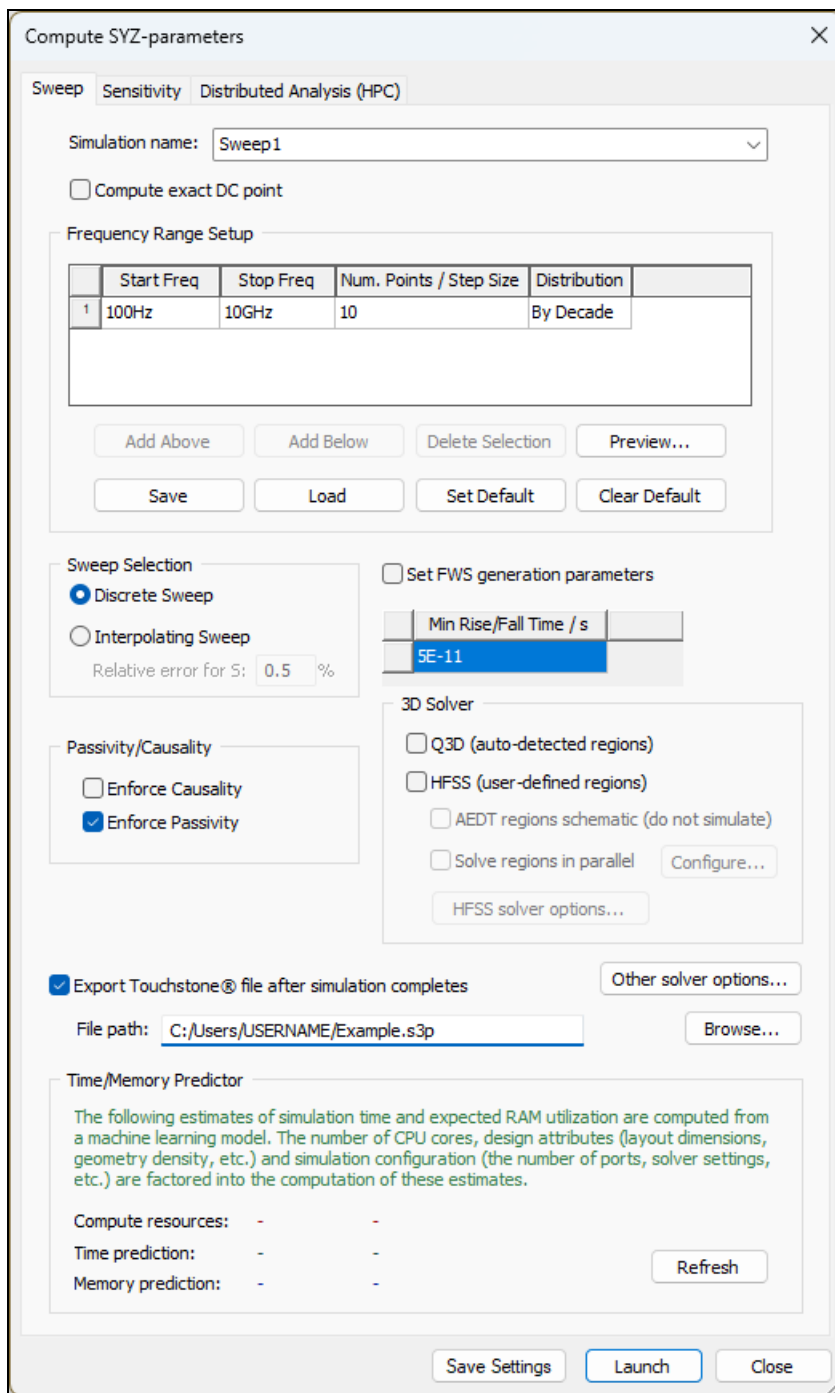 Compute SYZ-parameters
Sweep Sensitivity Distributed Analysis (HPC)
Simulation name: Sweep1
Compute exact DC point
Frequency Range Setup
Start Freq Stop Freq Num. Points / Step Size Distribution
1 100Hz 10GHz 10 By Decade
Add Above Add Below Delete Selection Preview...
Save Load Set Default Clear Default
Sweep Selection
Discrete Sweep
Interpolating Sweep
Relative error for S: 0.5 %
Set FWS generation parameters
Min Rise/Fall Time / s
5E-11
Passivity/Causality
Enforce Causality
Enforce Passivity
3D Solver
Q3D (auto-detected regions)
HFSS (user-defined regions)
AEDT regions schematic (do not simulate)
Solve regions in parallel Configure...
HFSS solver options...
Export Touchstone® file after simulation completes Other solver options...
File path: C:/Users/USERNAME/Example.s3p Browse...
Time/Memory Predictor
The following estimates of simulation time and expected RAM utilization are computed from
a machine learning model. The number of CPU cores, design attributes (layout dimensions,
geometry density, etc.) and simulation configuration (the number of ports, solver settings,
etc.) are factored into the computation of these estimates.
Compute resources: - -
Time prediction: - -
Memory prediction: - -
Refresh
Save Settings Launch Close